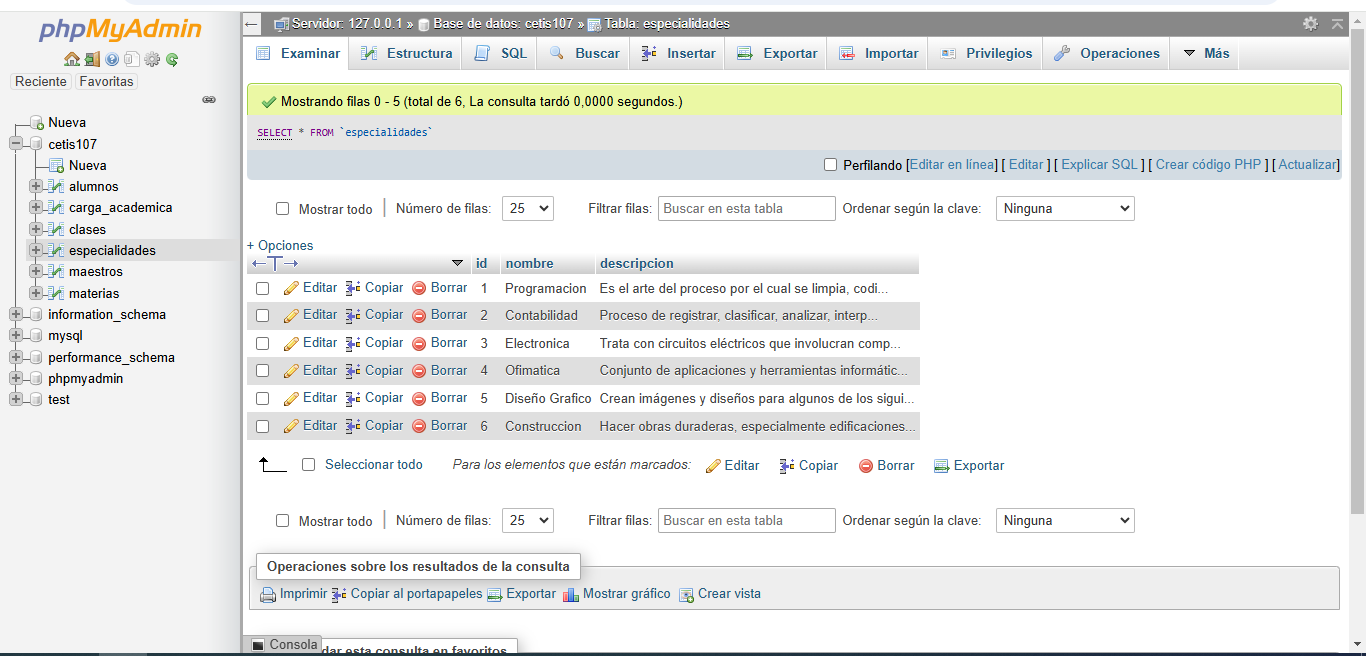 phpMyAdmin
Reciente Favoritas
Nueva
cetis107
Nueva
alumnos
carga_academica
clases
especialidades
maestros
materias
information_schema
mysql
performance_schema
phpmyadmin
test
Servidor: 127.0.0.1 » Base de datos: cetis107 » Tabla: especialidades
Examinar Estructura SQL Buscar Insertar Exportar Importar Privilegios Operaciones Más
Mostrando filas 0 - 5 (total de 6, La consulta tardó 0,0000 segundos.)
SELECT * FROM `especialidades`
Perfilando [Editar en línea] [ Editar ] [ Explicar SQL ] [ Crear código PHP ] [ Actualizar]
Mostrar todo | Número de filas: 25 Filtrar filas: Buscar en esta tabla Ordenar según la clave: Ninguna
+ Opciones
←T→ id nombre descripcion
Editar Copiar Borrar 1 Programacion Es el arte del proceso por el cual se limpia, codi...
Editar Copiar Borrar 2 Contabilidad Proceso de registrar, clasificar, analizar, interp...
Editar Copiar Borrar 3 Electronica Trata con circuitos eléctricos que involucran comp...
Editar Copiar Borrar 4 Ofimatica Conjunto de aplicaciones y herramientas informátic...
Editar Copiar Borrar 5 Diseño Grafico Crean imágenes y diseños para algunos de los sigui...
Editar Copiar Borrar 6 Construccion Hacer obras duraderas, especialmente edificaciones...
Seleccionar todo Para los elementos que están marcados: Editar Copiar Borrar Exportar
Mostrar todo | Número de filas: 25 Filtrar filas: Buscar en esta tabla Ordenar según la clave: Ninguna
Operaciones sobre los resultados de la consulta
Imprimir Copiar al portapapeles Exportar Mostrar gráfico Crear vista
Consola dar esta consulta en favoritos